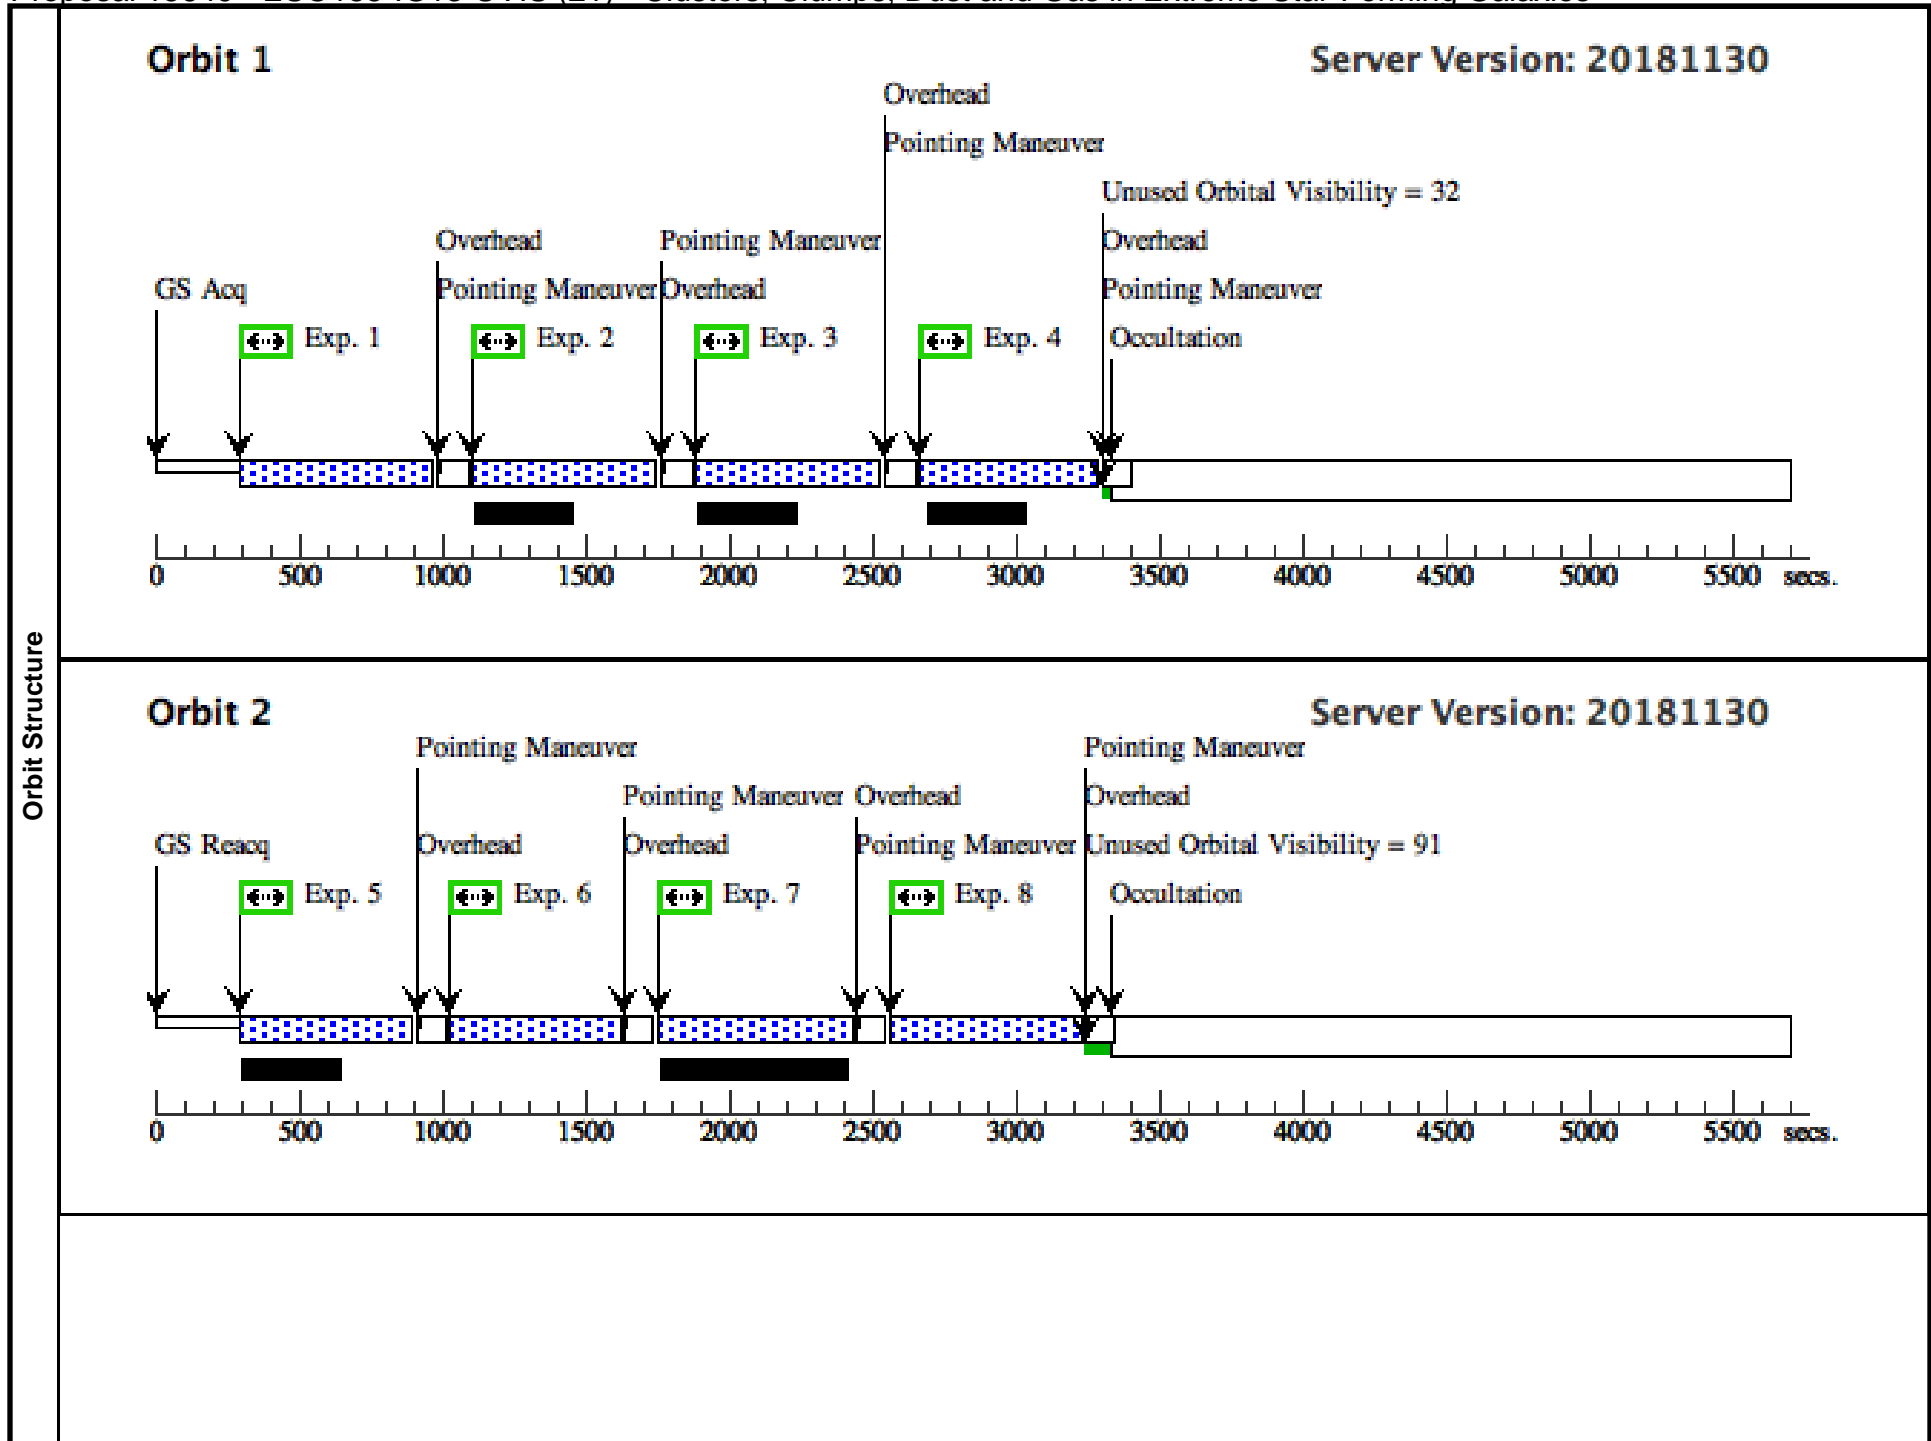 Orbit 1
Server Version: 20181130
Overhead
Pointing Maneuver
Unused Orbital Visibility = 32
Overhead
Pointing Maneuver
Overhead
GS Acq
Pointing Maneuver
Overhead
Pointing Maneuver
Exp. 1
Exp. 2
Exp. 3
Exp. 4
Occultation
0 500 1000 1500 2000 2500 3000 3500 4000 4500 5000 5500 secs.
Orbit Structure
Orbit 2
Server Version: 20181130
Pointing Maneuver
Pointing Maneuver
Pointing Maneuver
Overhead
Overhead
GS Reacq
Overhead
Overhead
Pointing Maneuver
Unused Orbital Visibility = 91
Exp. 5
Exp. 6
Exp. 7
Exp. 8
Occultation
0 500 1000 1500 2000 2500 3000 3500 4000 4500 5000 5500 secs.